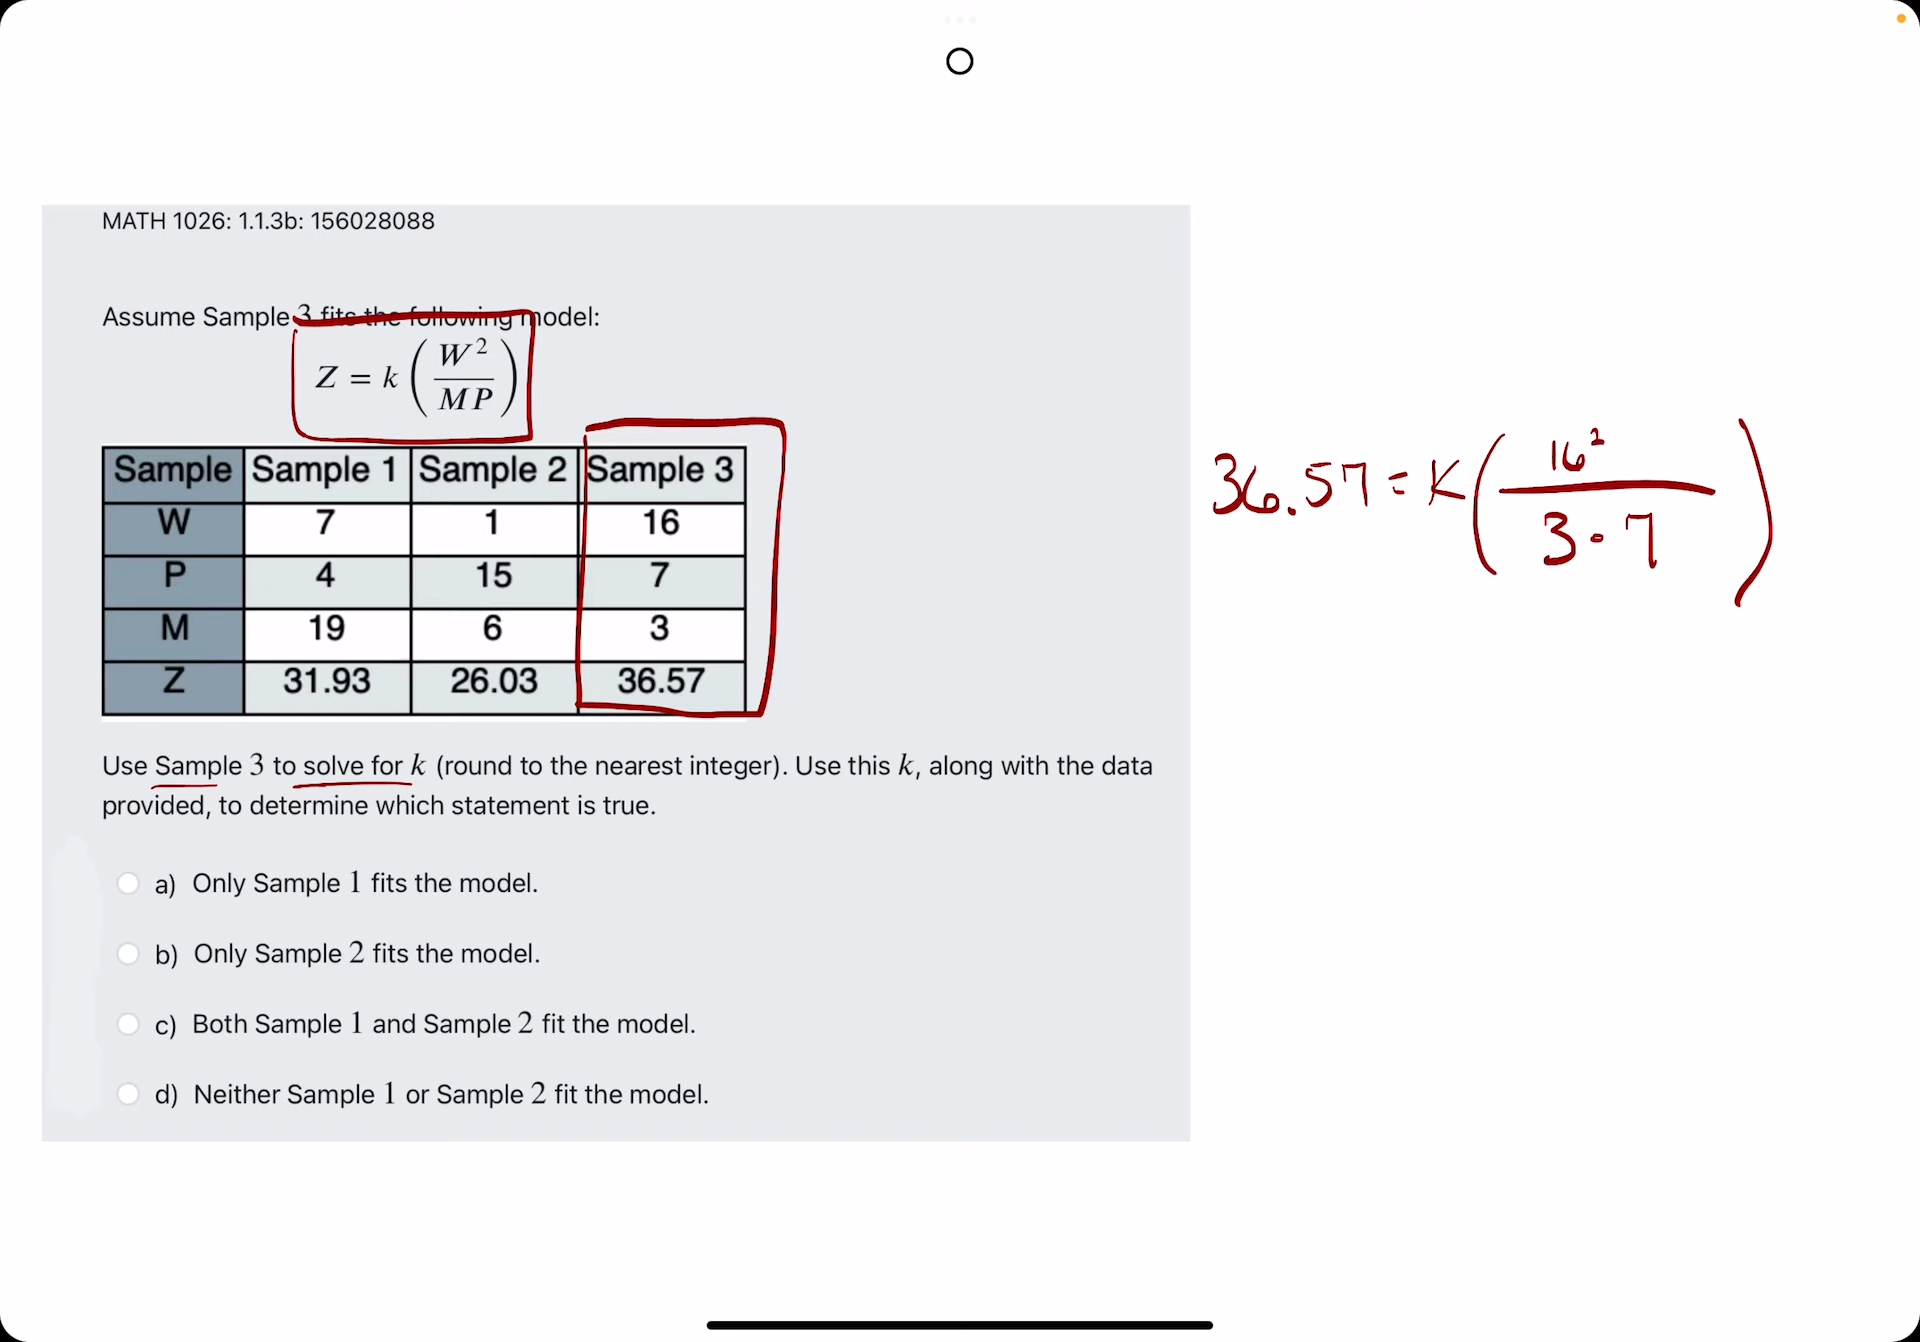 MATH 1026: 1.1.3b: 156028088
Assume Sample 3 fits the following model:
Z = k (W² / MP)
Sample Sample 1 Sample 2 Sample 3
W 7 1 16
P 4 15 7
M 19 6 3
Z 31.93 26.03 36.57
36.57 = K (16² / 3 · 7)
Use Sample 3 to solve for k (round to the nearest integer). Use this k, along with the data
provided, to determine which statement is true.
a) Only Sample 1 fits the model.
b) Only Sample 2 fits the model.
c) Both Sample 1 and Sample 2 fit the model.
d) Neither Sample 1 or Sample 2 fit the model.